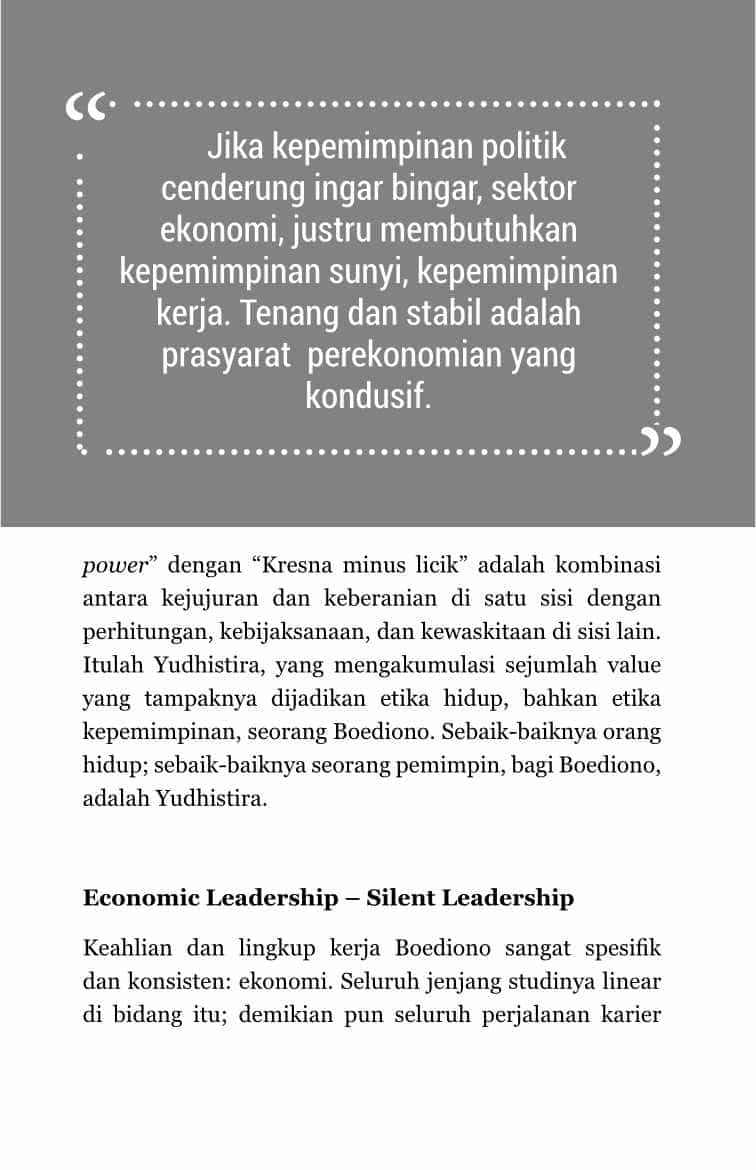 “
Jika kepemimpinan politik
cenderung ingar bingar, sektor
ekonomi, justru membutuhkan
kepemimpinan sunyi, kepemimpinan
kerja. Tenang dan stabil adalah
prasyarat  perekonomian yang
kondusif.
”
power” dengan “Kresna minus licik” adalah kombinasi
antara kejujuran dan keberanian di satu sisi dengan
perhitungan, kebijaksanaan, dan kewaskitaan di sisi lain.
Itulah Yudhistira, yang mengakumulasi sejumlah value
yang tampaknya dijadikan etika hidup, bahkan etika
kepemimpinan, seorang Boediono. Sebaik-baiknya orang
hidup; sebaik-baiknya seorang pemimpin, bagi Boediono,
adalah Yudhistira.
Economic Leadership – Silent Leadership
Keahlian dan lingkup kerja Boediono sangat spesifik
dan konsisten: ekonomi. Seluruh jenjang studinya linear
di bidang itu; demikian pun seluruh perjalanan karier